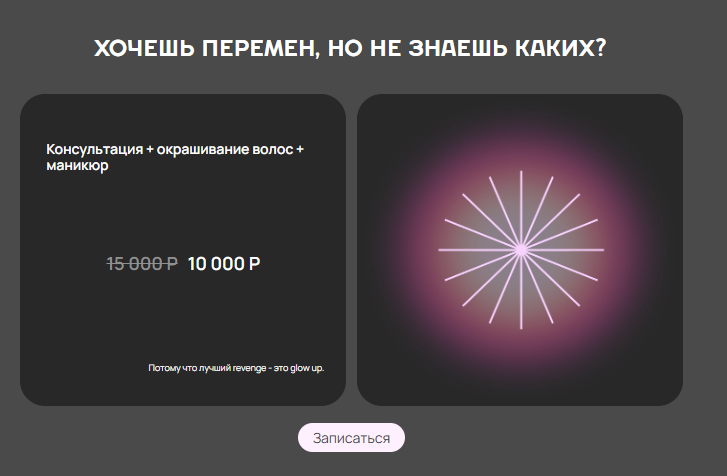 ХОЧЕШЬ ПЕРЕМЕН, НО НЕ ЗНАЕШЬ КАКИХ?
Консультация + окрашивание волос +
маникюр
15 000 Р 10 000 Р
Потому что лучший revenge - это glow up.
Записаться